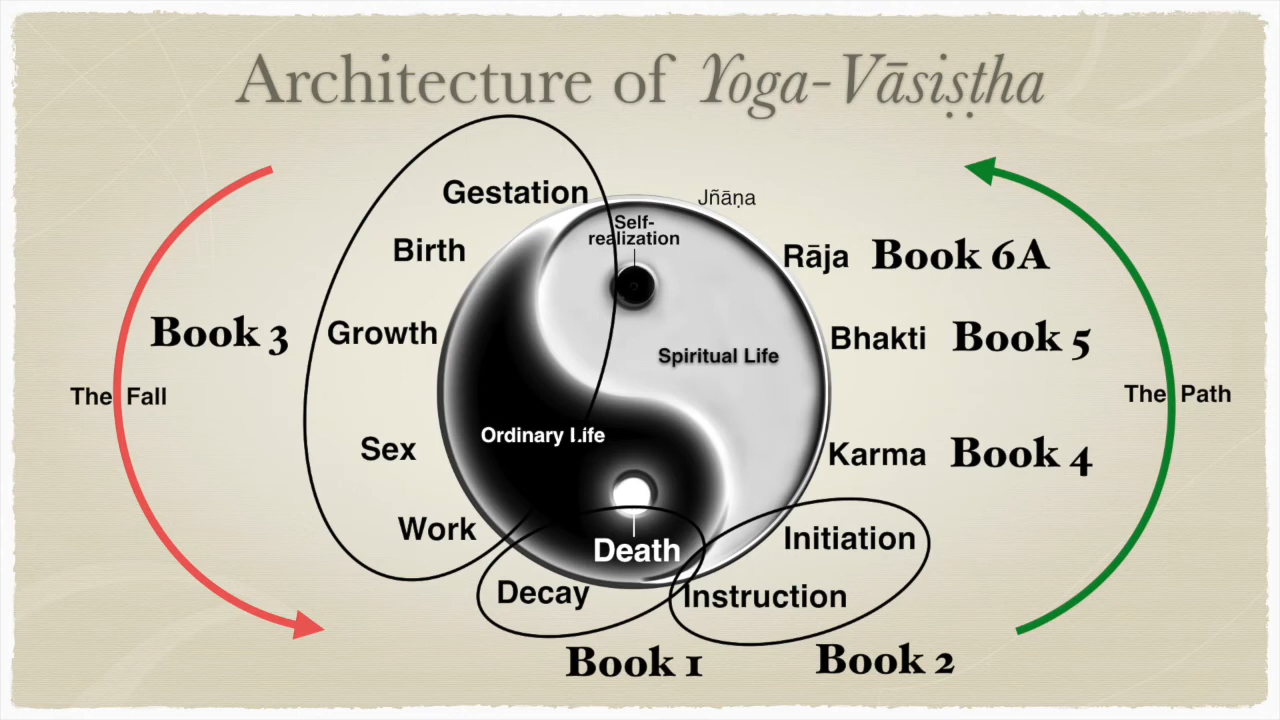 Architecture of Yoga-Vāsiṣṭha
Gestation
Jñāṇa
Self-
realization
Birth
Rāja
Book 6A
Book 3
Growth
Bhakti
Book 5
Spiritual Life
The Fall
The Path
Ordinary Life
Sex
Karma
Book 4
Work
Death
Initiation
Decay
Instruction
Book 1
Book 2